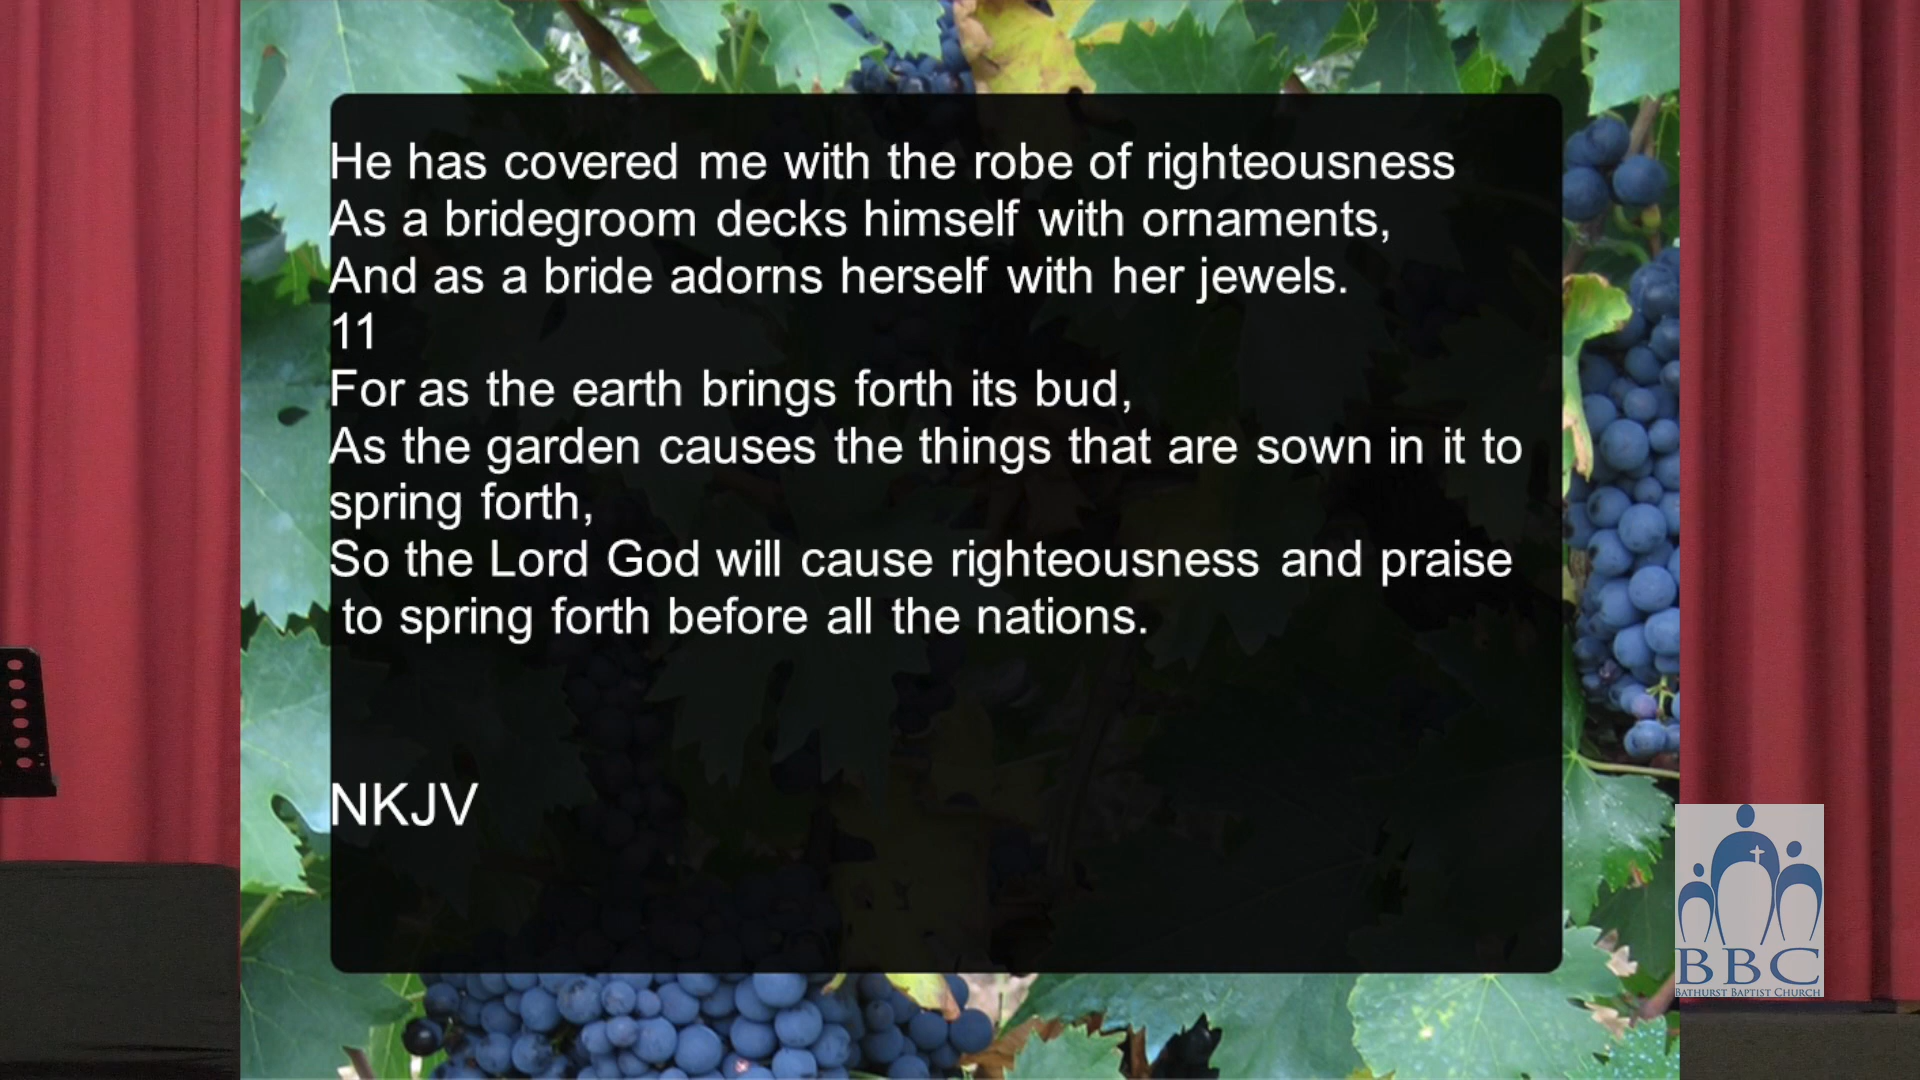 He has covered me with the robe of righteousness
As a bridegroom decks himself with ornaments,
And as a bride adorns herself with her jewels.
11
For as the earth brings forth its bud,
As the garden causes the things that are sown in it to
spring forth,
So the Lord God will cause righteousness and praise
to spring forth before all the nations.
NKJV
BBC
BATHURST BAPTIST CHURCH